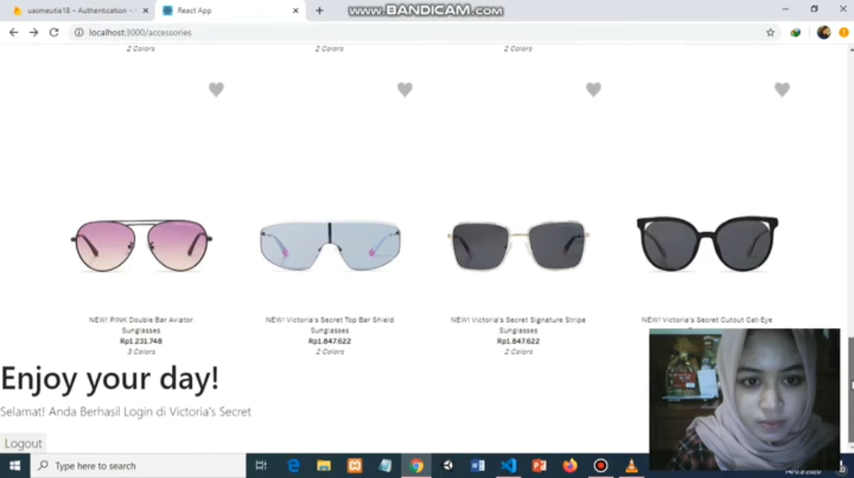 uasmeutia18 – Authentication –
React App
www.BANDICAM.com
localhost:3000/accessories
2 Colors
2 Colors
2 Colors
NEW! PINK Double Bar Aviator
Sunglasses
Rp1.231.748
3 Colors
NEW! Victoria's Secret Top Bar Shield
Sunglasses
Rp1.847.622
2 Colors
NEW! Victoria's Secret Signature Stripe
Sunglasses
Rp1.847.622
2 Colors
NEW! Victoria's Secret Cutout Cat-Eye
Enjoy your day!
Selamat! Anda Berhasil Login di Victoria's Secret
Logout
Type here to search